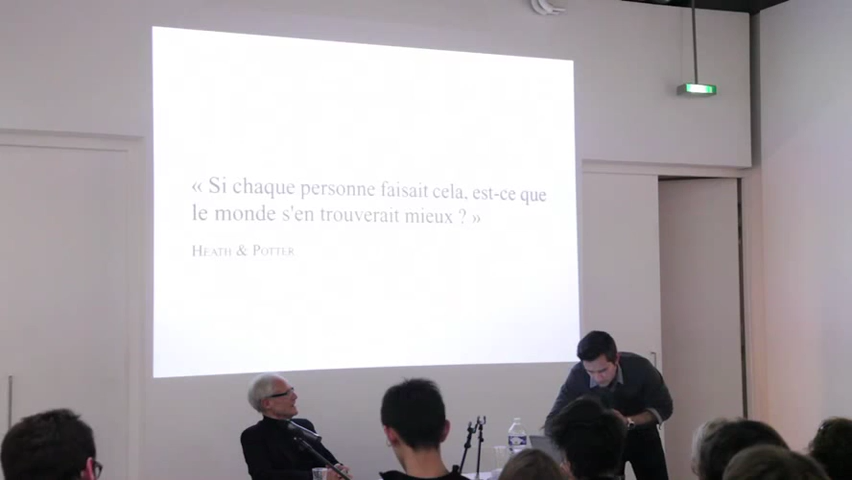 « Si chaque personne faisait cela, est-ce que
le monde s'en trouverait mieux ? »
HEATH & POTTER